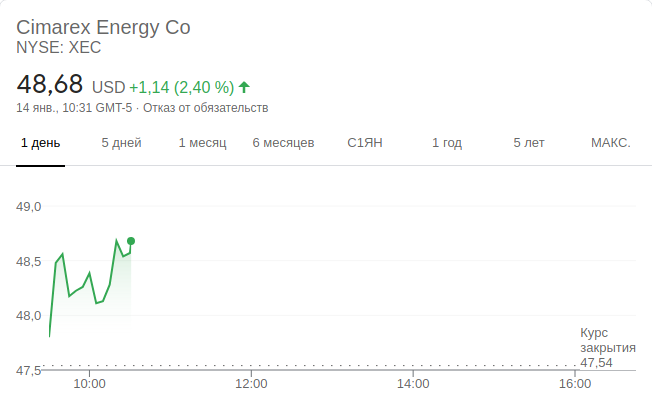 Cimarex Energy Co
NYSE: XEC
48,68 USD +1,14 (2,40 %)
14 янв., 10:31 GMT-5 · Отказ от обязательств
1 день 5 дней 1 месяц 6 месяцев С1ЯН 1 год 5 лет МАКС.
49,0
48,5
48,0
Курс
закрытия
47,54
47,5
10:00 12:00 14:00 16:00